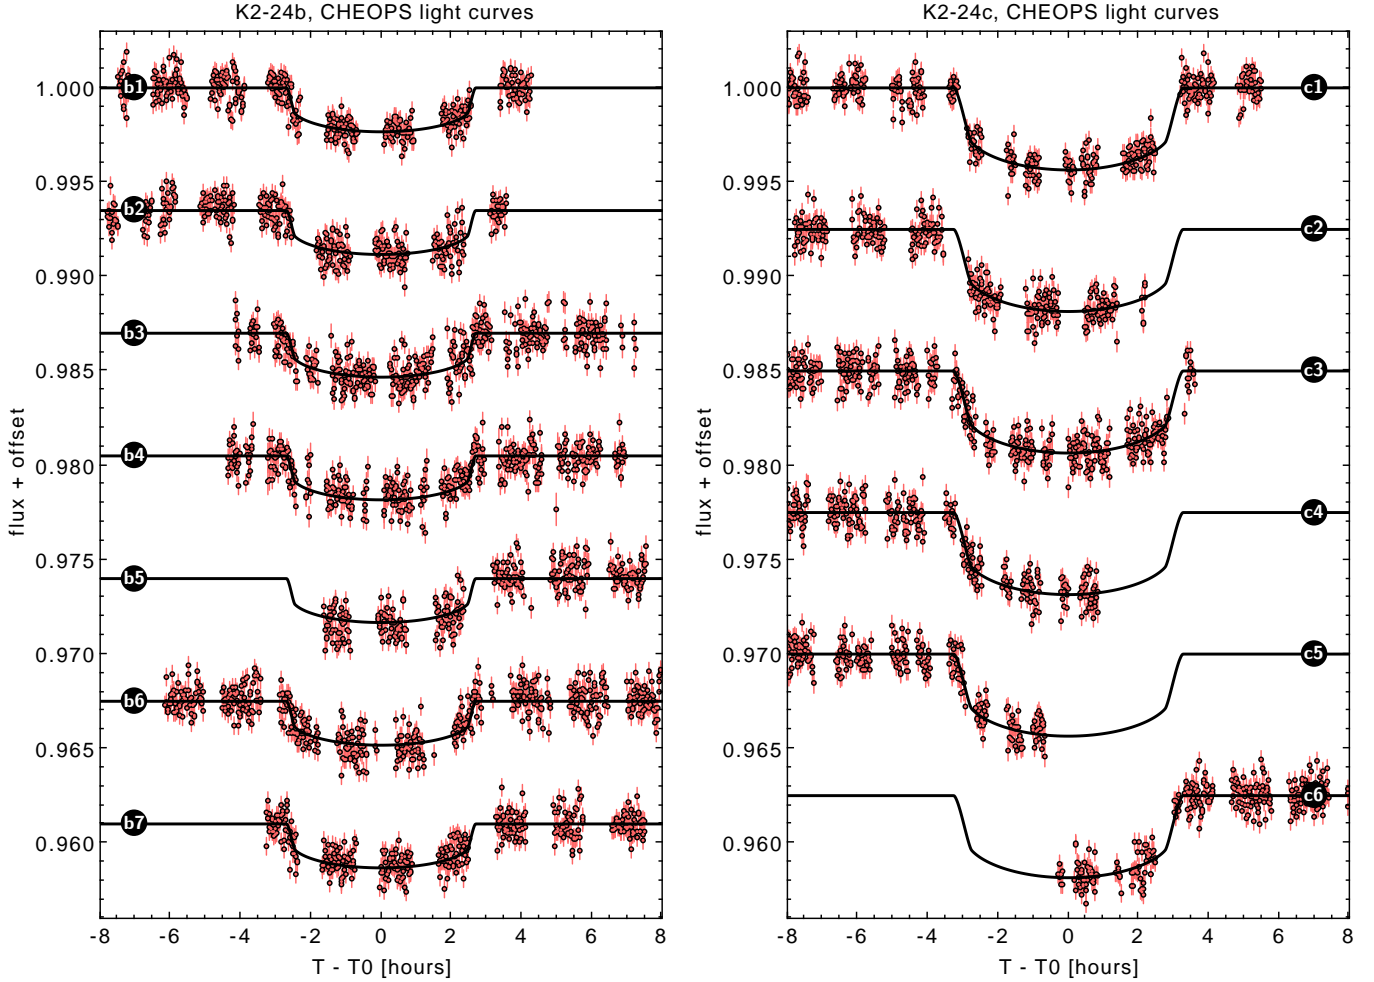 K2-24b, CHEOPS light curves
flux + offset
1.000
0.995
0.990
0.985
0.980
0.975
0.970
0.965
0.960
b1
b2
b3
b4
b5
b6
b7
-8 -6 -4 -2 0 2 4 6 8
T - T0 [hours]
K2-24c, CHEOPS light curves
flux + offset
1.000
0.995
0.990
0.985
0.980
0.975
0.970
0.965
0.960
c1
c2
c3
c4
c5
c6
-8 -6 -4 -2 0 2 4 6 8
T - T0 [hours]